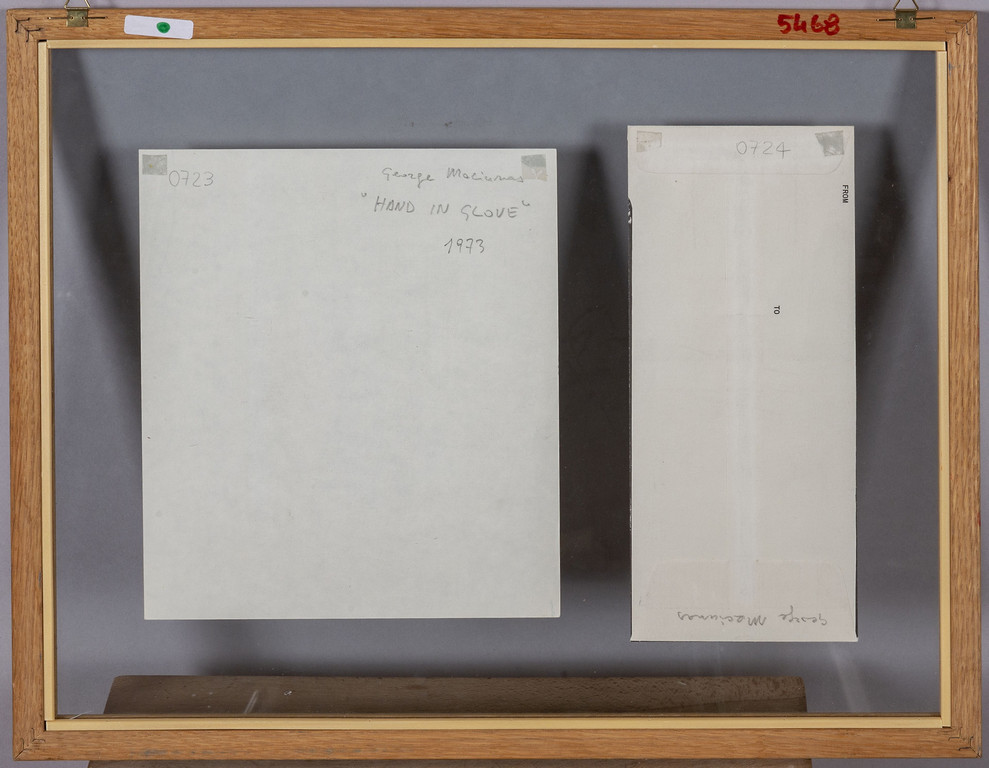 5468
0723
George Maciunas
"HAND IN GLOVE"
1973
0724
FROM
TO
George Maciunas